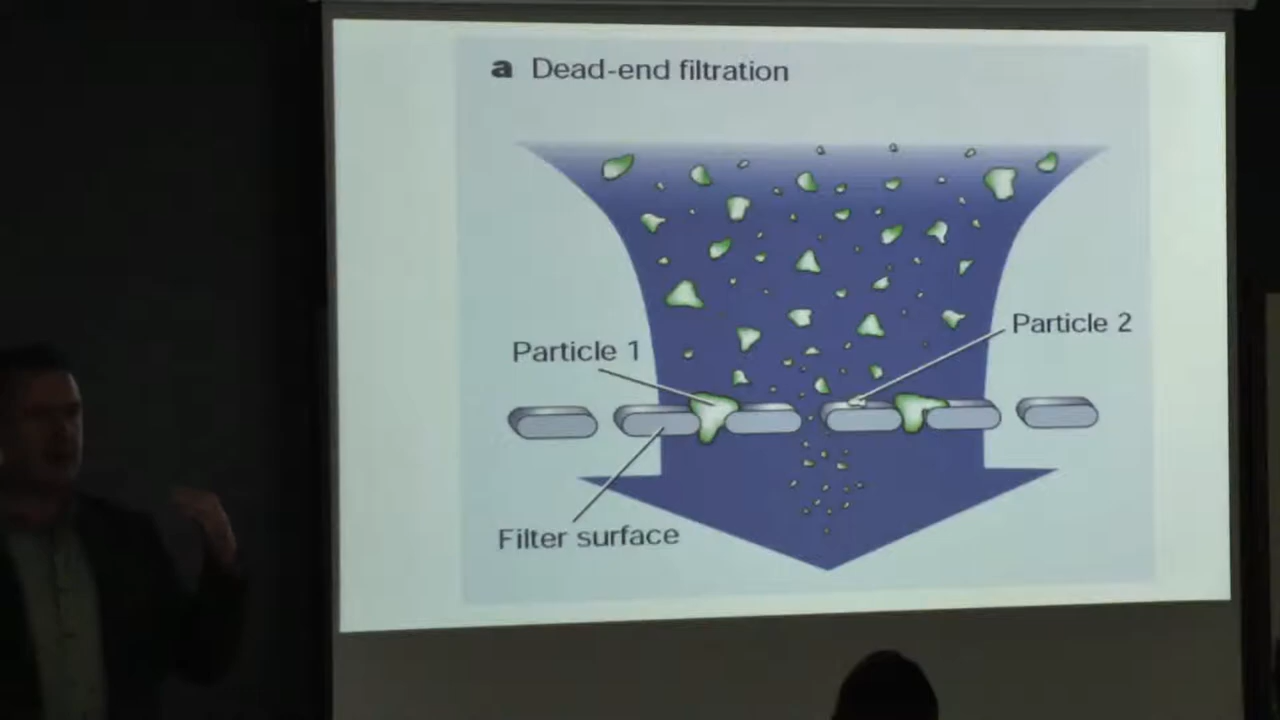 a Dead-end filtration
Particle 2
Particle 1
Filter surface